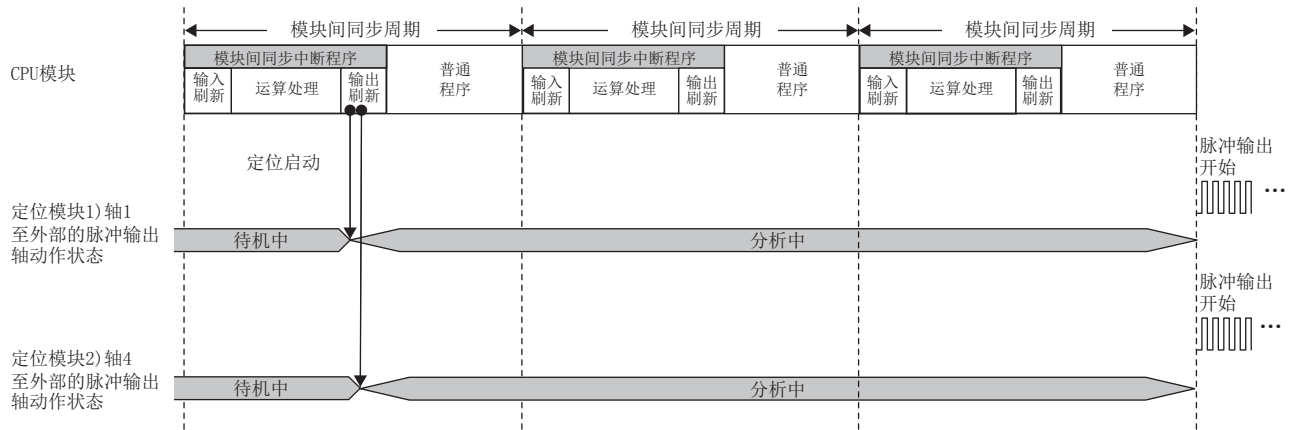 模块间同步周期 模块间同步周期 模块间同步周期
模块间同步中断程序 模块间同步中断程序 模块间同步中断程序
CPU模块
输入
刷新
运算处理
输出
刷新
普通
程序
输入
刷新
运算处理
输出
刷新
普通
程序
输入
刷新
运算处理
输出
刷新
普通
程序
定位启动
脉冲输出
开始
...
定位模块1)轴1
至外部的脉冲输出
轴动作状态
待机中 分析中
脉冲输出
开始
...
定位模块2)轴4
至外部的脉冲输出
轴动作状态
待机中 分析中